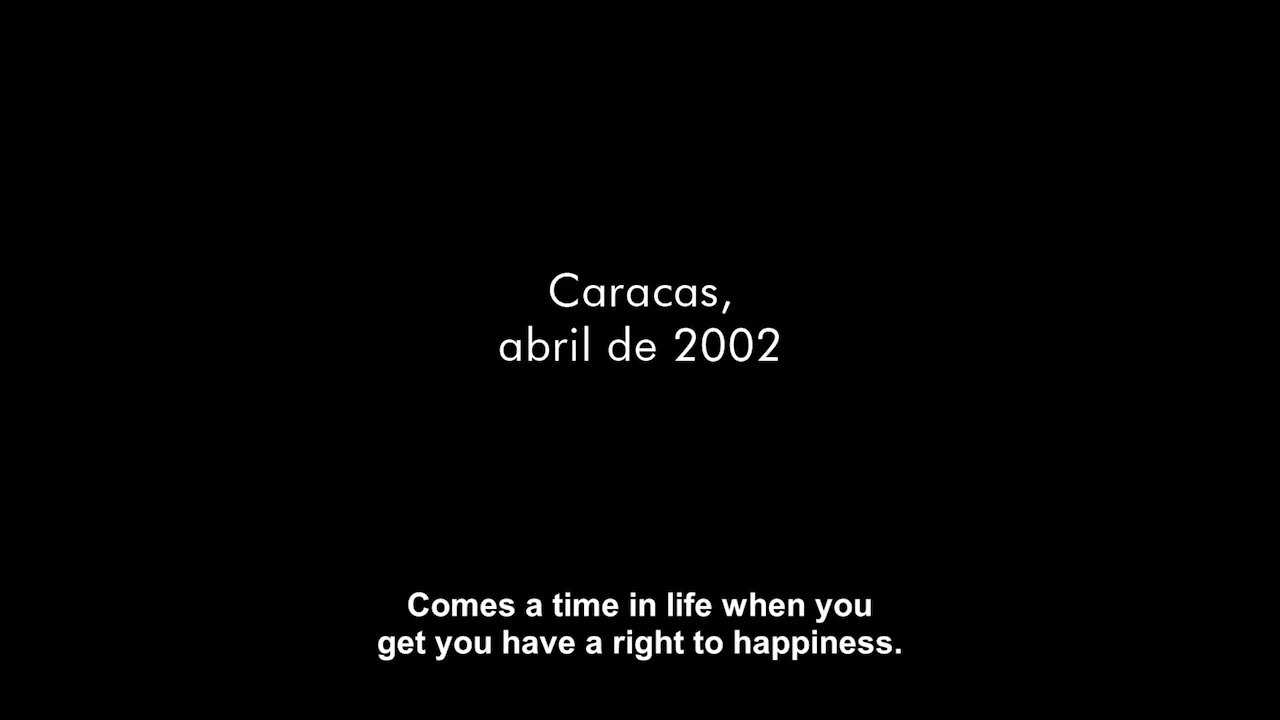 Caracas,
abril de 2002
Comes a time in life when you
get you have a right to happiness.